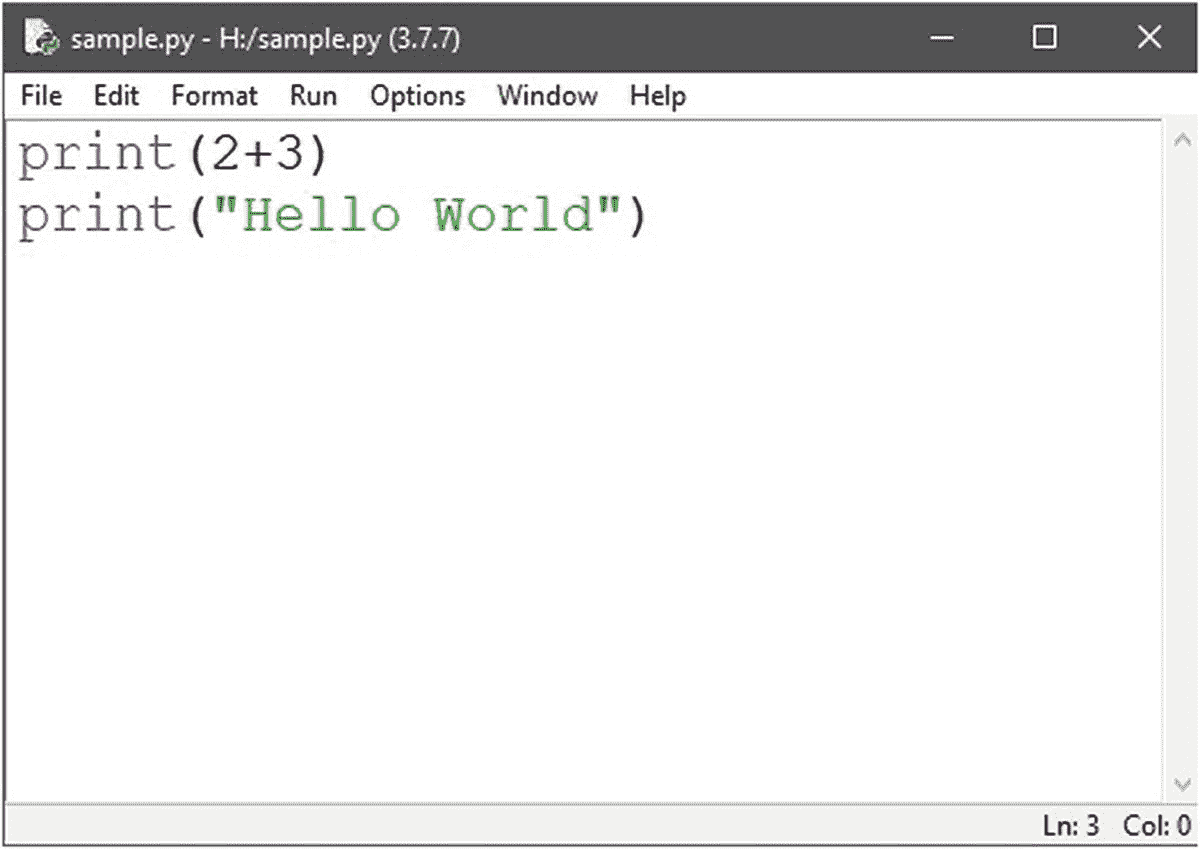 sample.py - H:/sample.py (3.7.7)
File Edit Format Run Options Window Help
print(2+3)
print("Hello World")
Ln: 3 Col: 0